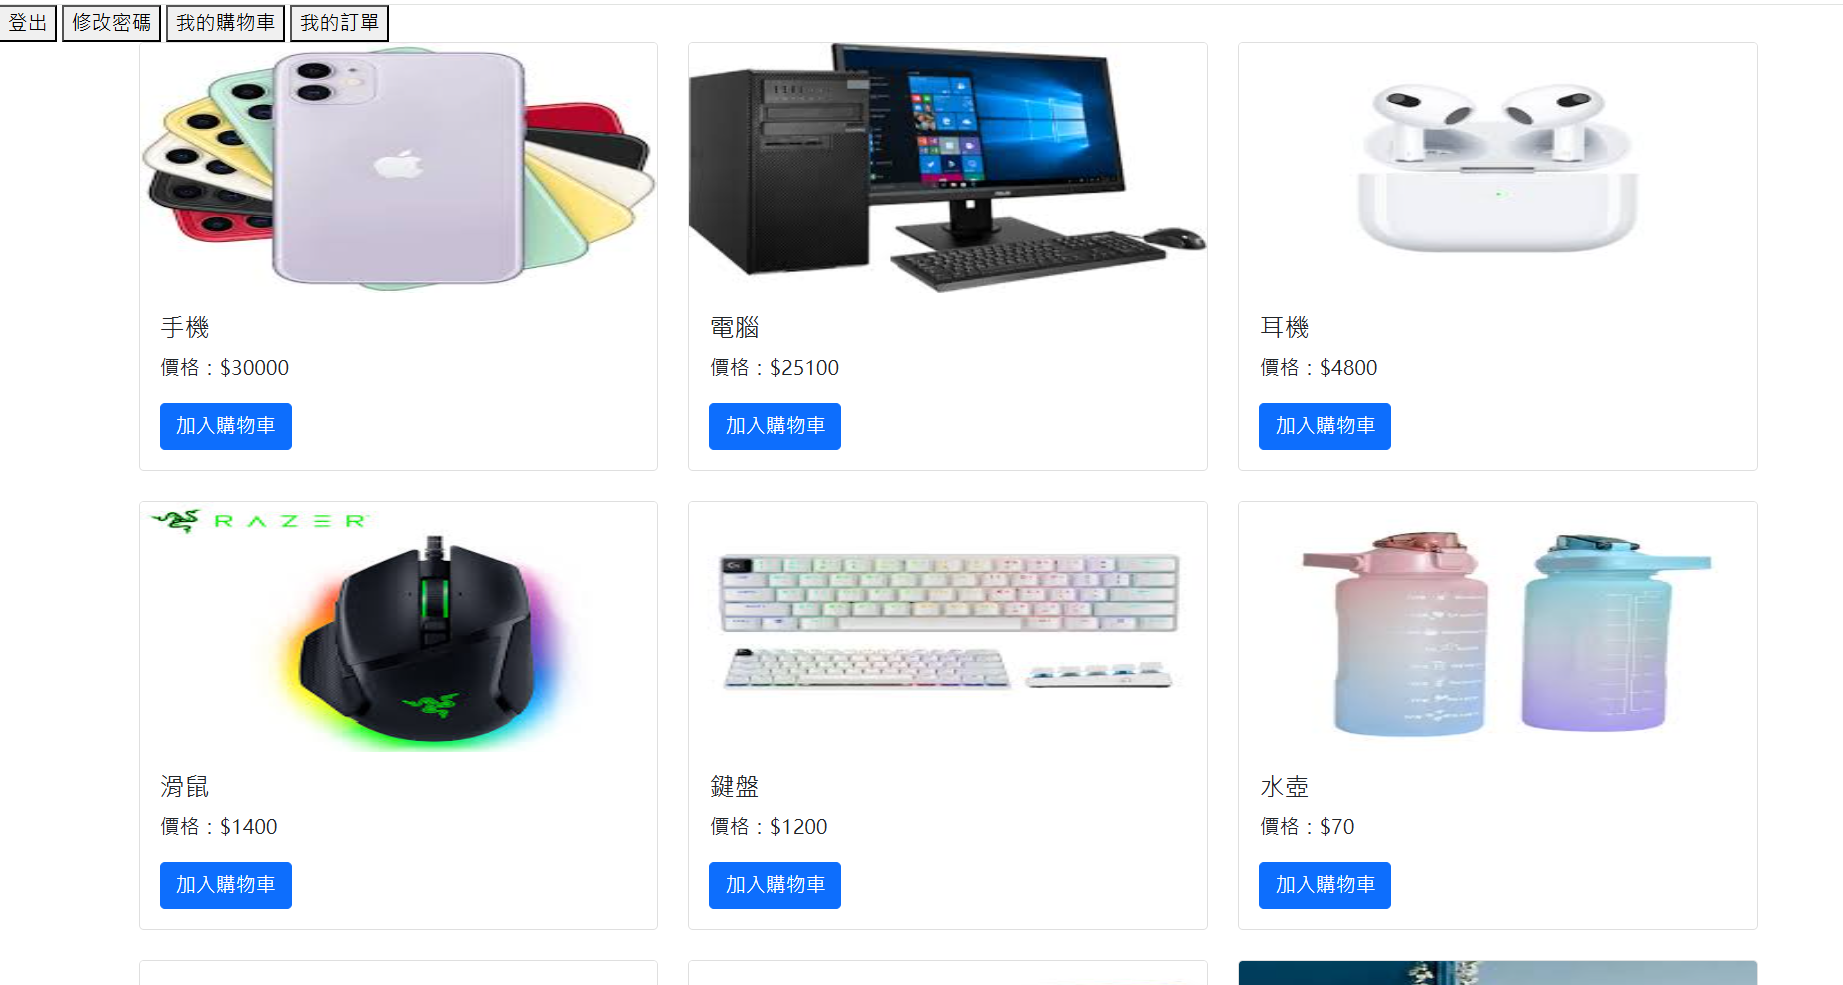 登出 修改密碼 我的購物車 我的訂單
手機
價格：$30000
加入購物車
電腦
價格：$25100
加入購物車
耳機
價格：$4800
加入購物車
RAZER
滑鼠
價格：$1400
加入購物車
鍵盤
價格：$1200
加入購物車
水壺
價格：$70
加入購物車